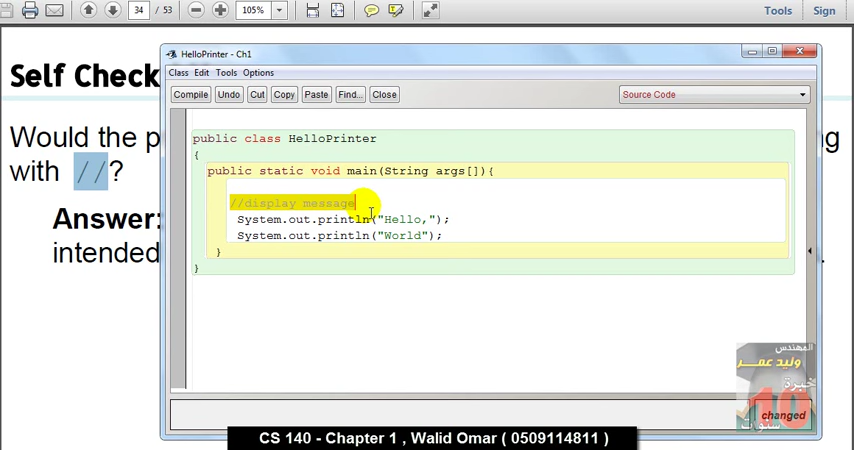 34 / 53 105% Tools Sign
HelloPrinter - Ch1
Self Check
Class Edit Tools Options
Compile Undo Cut Copy Paste Find... Close Source Code
Would the p
with //?
Answer:
intended
public class HelloPrinter
{
public static void main(String args[]){
//display message
System.out.println("Hello,");
System.out.println("World");
}
}
المهندس
وليد عمر
خبرة
10
سنوات
changed
CS 140 - Chapter 1 , Walid Omar ( 0509114811 )